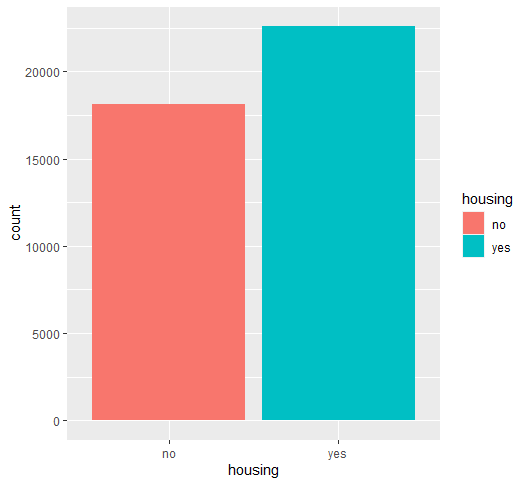 20000
15000
10000
5000
0
count
no
yes
housing
housing
no
yes